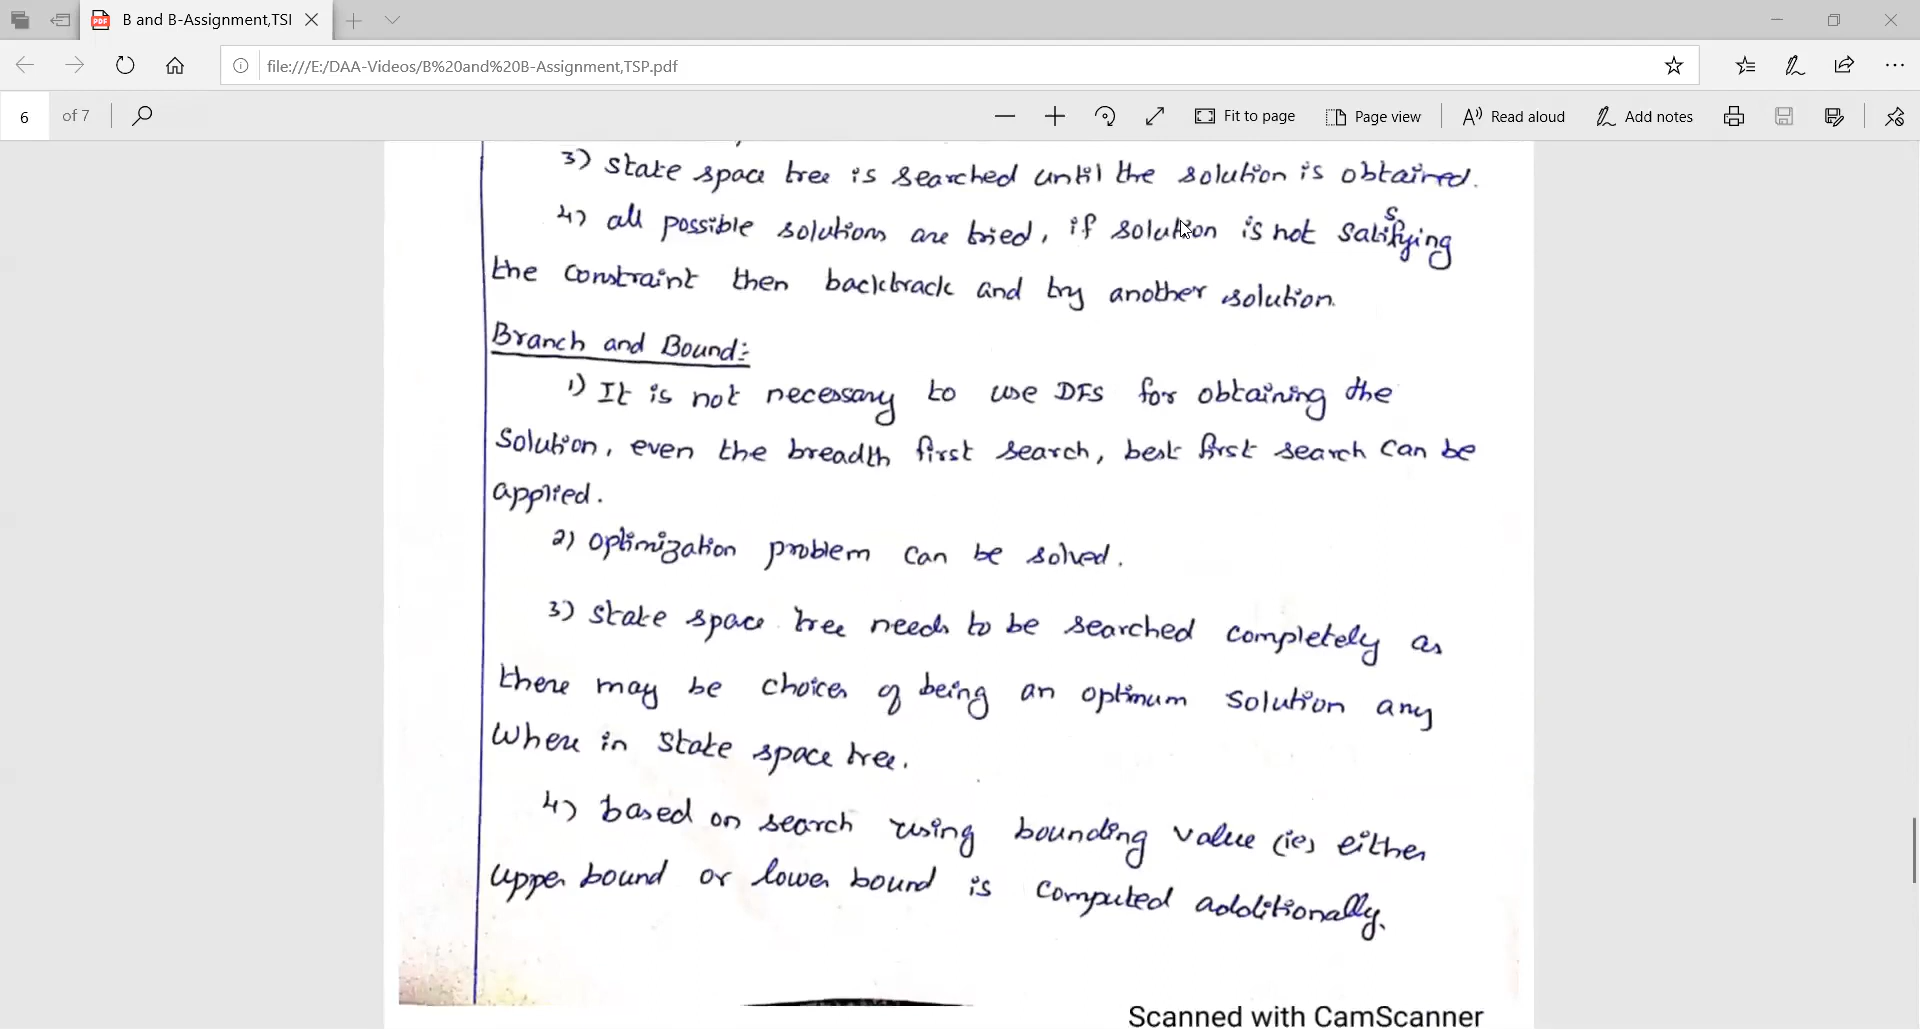 B and B-Assignment,TSI
file:///E:/DAA-Videos/B%20and%20B-Assignment,TSP.pdf
6 of 7 Fit to page Page view Read aloud Add notes
3) State space tree is searched until the solution is obtained.
4) all possible solutions are tried, if solution is not satisfying
the constraint then backtrack and try another solution.
Branch and Bound:-
1) It is not necessary to use DFS for obtaining the
Solution, even the breadth first search, best first search can be
applied.
2) optimization problem can be solved.
3) state space tree needs to be searched completely as
there may be choices of being an optimum solution any
where in state space tree.
4) based on search using bounding value (ie) either
upper bound or lower bound is computed additionally.
Scanned with CamScanner